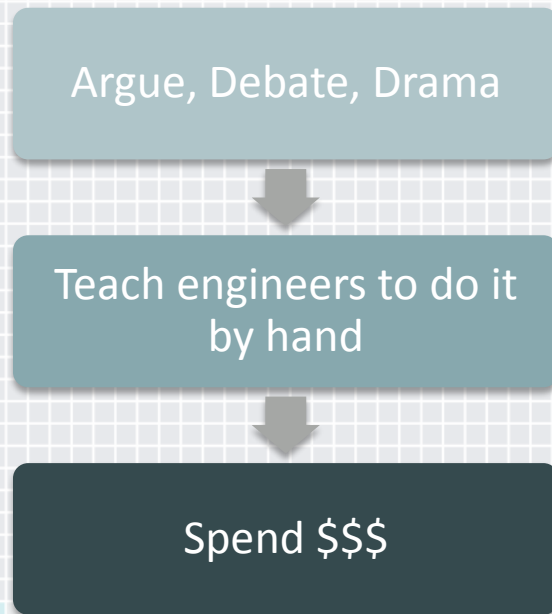 Argue, Debate, Drama
Teach engineers to do it
by hand
Spend $$$